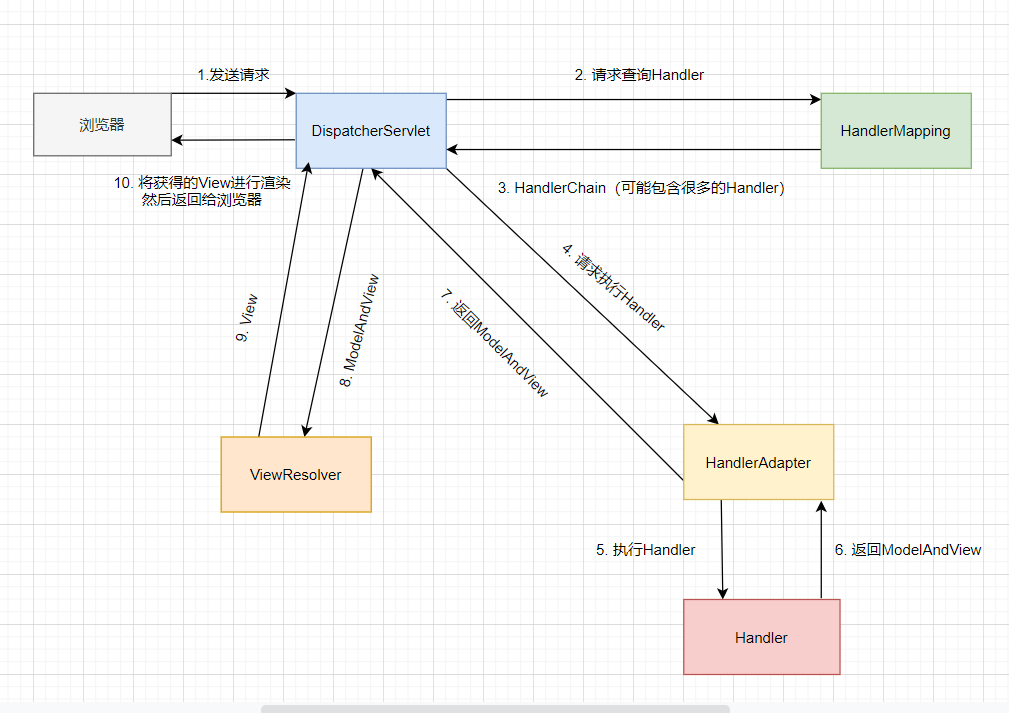 1.发送请求
2. 请求查询Handler
浏览器
DispatcherServlet
HandlerMapping
10. 将获得的View进行渲染
然后返回给浏览器
3. HandlerChain（可能包含很多的Handler）
4. 请求执行Handler
7. 返回ModelAndView
8. ModelAndView
9. View
ViewResolver
HandlerAdapter
5. 执行Handler
6. 返回ModelAndView
Handler